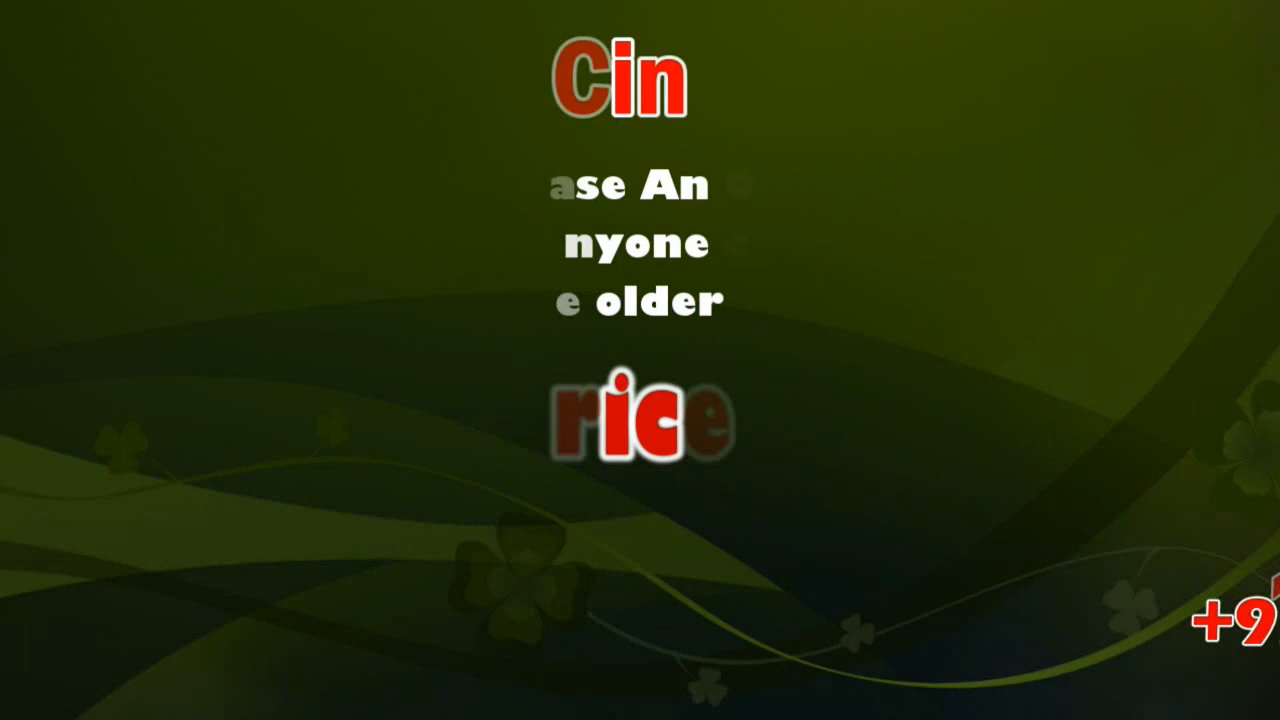 Cin
ase An
nyone
e older
rice
+9